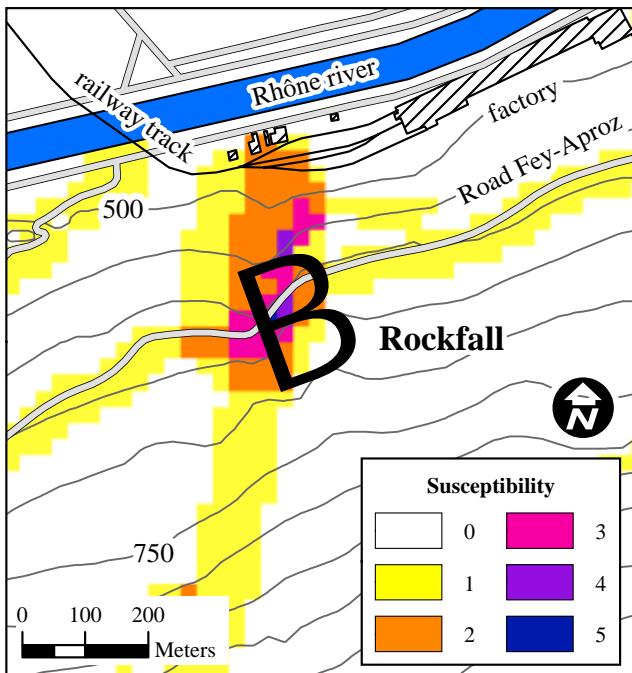 Rhône river
railway track
factory
Road Fey-Aproz
500
B
Rockfall
N
750
Susceptibility
0 3
1 4
2 5
0 100 200
Meters